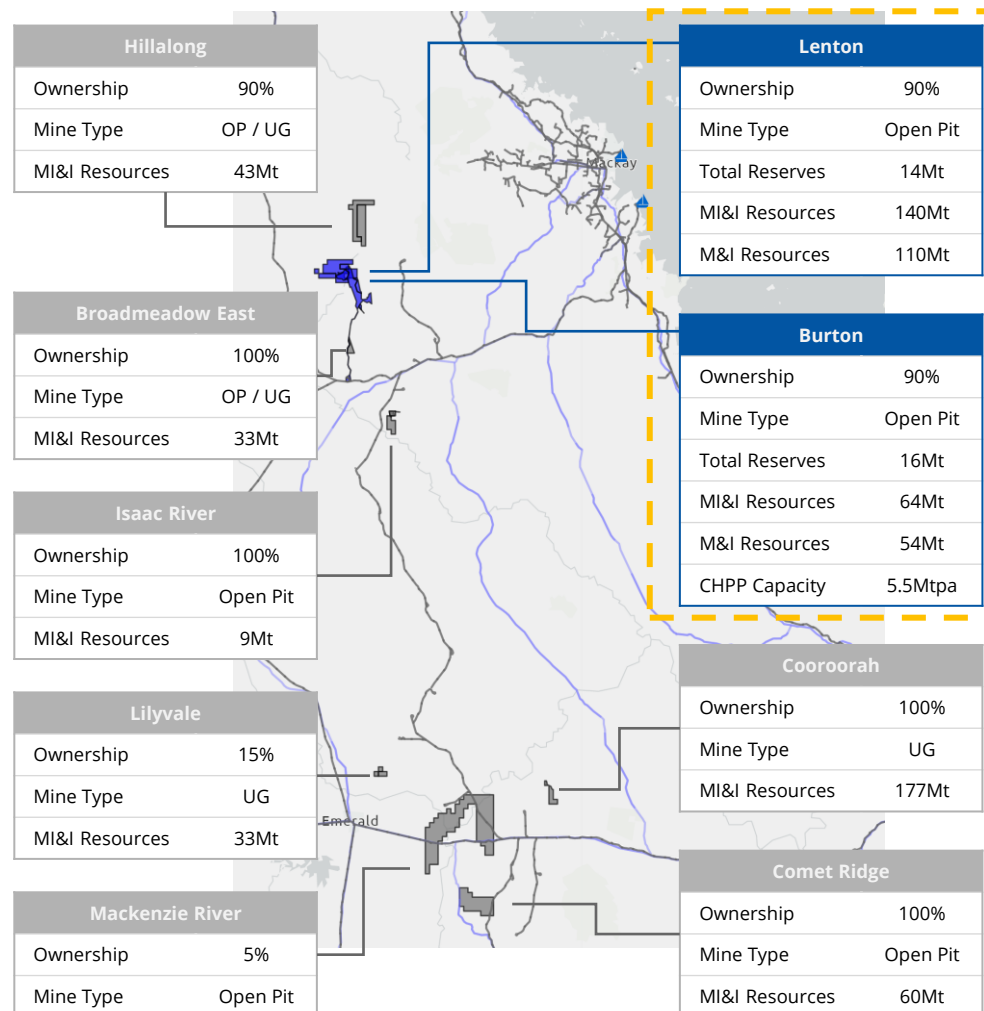 Hillalong
Ownership 90%
Mine Type OP / UG
MI&I Resources 43Mt
Broadmeadow East
Ownership 100%
Mine Type OP / UG
MI&I Resources 33Mt
Isaac River
Ownership 100%
Mine Type Open Pit
MI&I Resources 9Mt
Lilyvale
Ownership 15%
Mine Type UG
MI&I Resources 33Mt
Mackenzie River
Ownership 5%
Mine Type Open Pit
Mackay
Emerald
Lenton
Ownership 90%
Mine Type Open Pit
Total Reserves 14Mt
MI&I Resources 140Mt
M&I Resources 110Mt
Burton
Ownership 90%
Mine Type Open Pit
Total Reserves 16Mt
MI&I Resources 64Mt
M&I Resources 54Mt
CHPP Capacity 5.5Mtpa
Cooroorah
Ownership 100%
Mine Type UG
MI&I Resources 177Mt
Comet Ridge
Ownership 100%
Mine Type Open Pit
MI&I Resources 60Mt